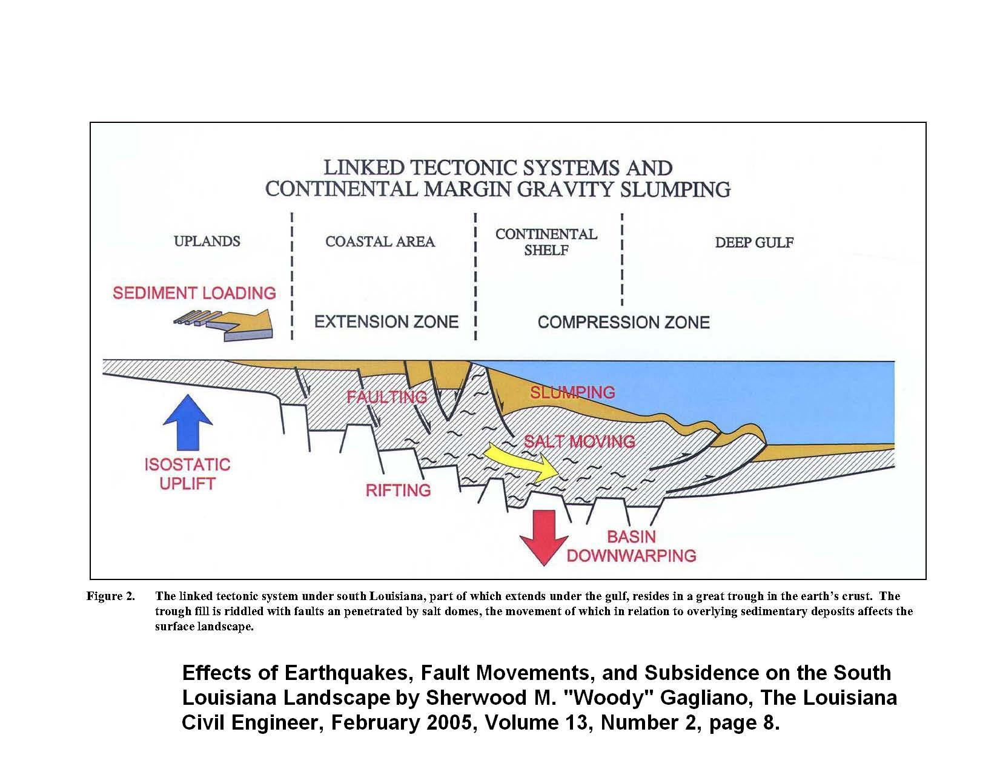 LINKED TECTONIC SYSTEMS AND
CONTINENTAL MARGIN GRAVITY SLUMPING
UPLANDS
COASTAL AREA
CONTINENTAL
SHELF
DEEP GULF
SEDIMENT LOADING
EXTENSION ZONE
COMPRESSION ZONE
FAULTING
SLUMPING
SALT MOVING
ISOSTATIC
UPLIFT
RIFTING
BASIN
DOWNWARPING
Figure 2. The linked tectonic system under south Louisiana, part of which extends under the gulf, resides in a great trough in the earth's crust. The
trough fill is riddled with faults an penetrated by salt domes, the movement of which in relation to overlying sedimentary deposits affects the
surface landscape.
Effects of Earthquakes, Fault Movements, and Subsidence on the South
Louisiana Landscape by Sherwood M. "Woody" Gagliano, The Louisiana
Civil Engineer, February 2005, Volume 13, Number 2, page 8.